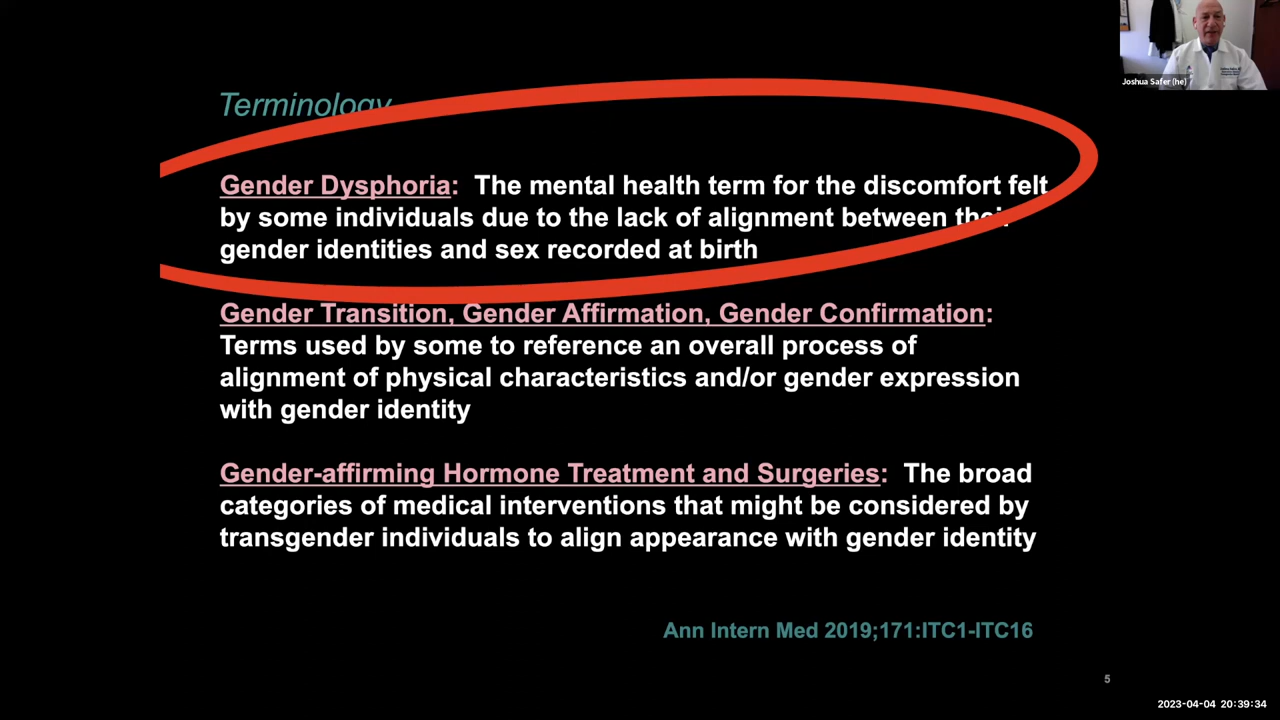 Joshua Safer (he)
Terminology
Gender Dysphoria: The mental health term for the discomfort felt
by some individuals due to the lack of alignment between their
gender identities and sex recorded at birth
Gender Transition, Gender Affirmation, Gender Confirmation:
Terms used by some to reference an overall process of
alignment of physical characteristics and/or gender expression
with gender identity
Gender-affirming Hormone Treatment and Surgeries: The broad
categories of medical interventions that might be considered by
transgender individuals to align appearance with gender identity
Ann Intern Med 2019;171:ITC1-ITC16
5
2023-04-04 20:39:34